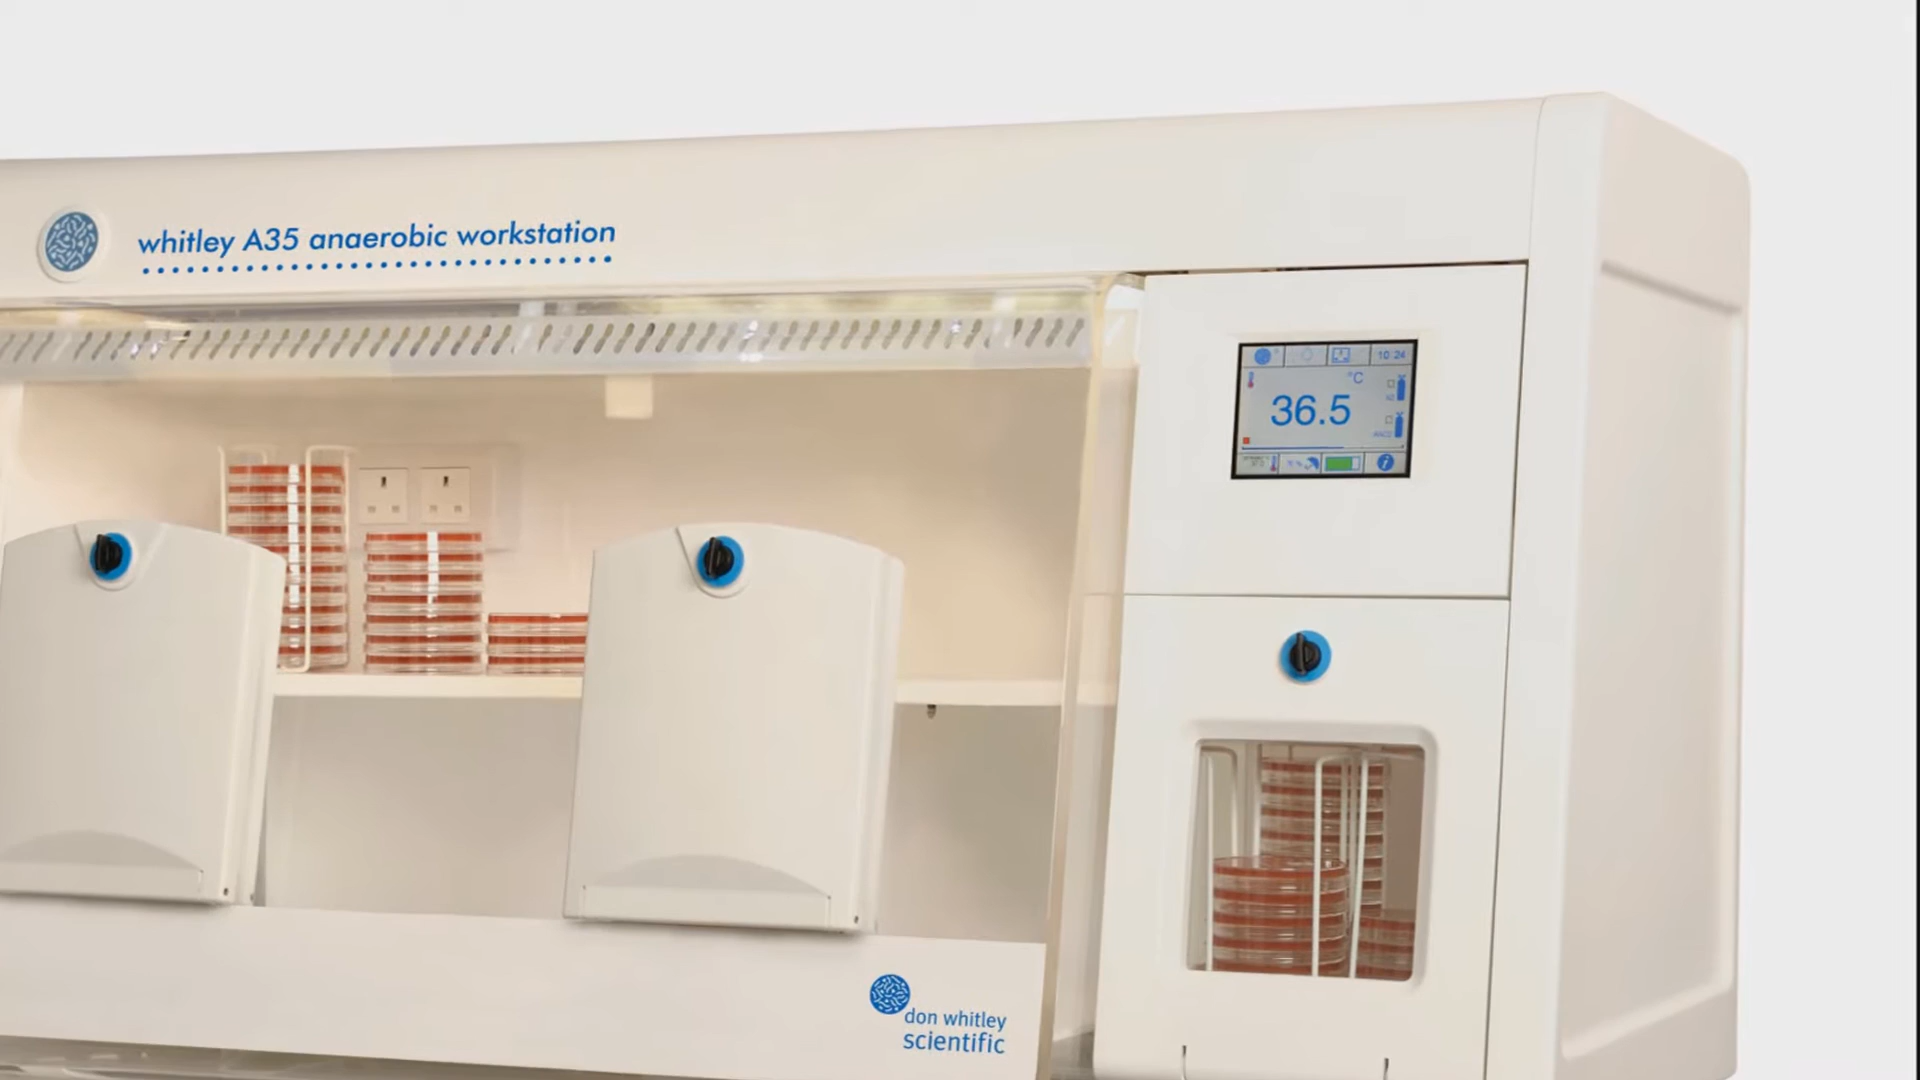 whitley A35 anaerobic workstation
10 24
°C
36.5
don whitley
scientific